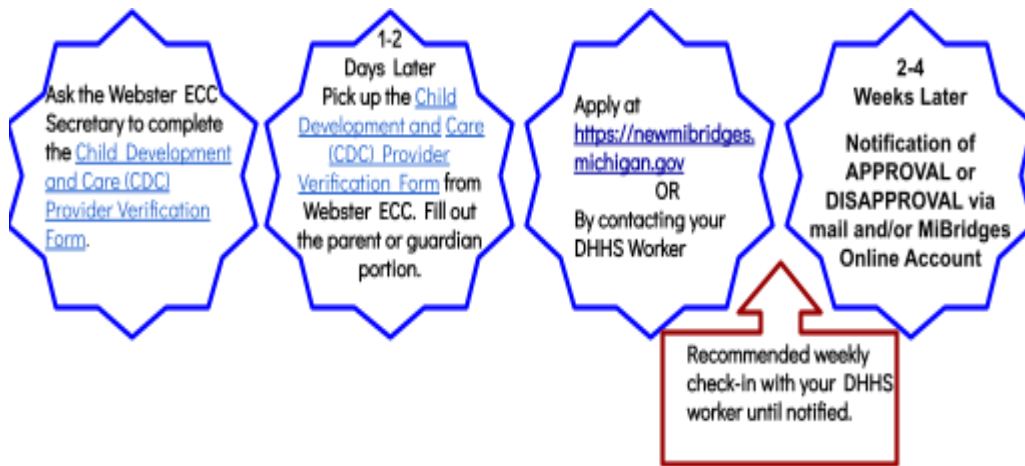 Ask the Webster ECC
Secretary to complete
the Child Development
and Care (CDC)
Provider Verification
Form.
1-2
Days Later
Pick up the Child
Development and Care
(CDC) Provider
Verification Form from
Webster ECC. Fill out
the parent or guardian
portion.
Apply at
https://newmibridges.
michigan.gov
OR
By contacting your
DHHS Worker
2-4
Weeks Later
Notification of
APPROVAL or
DISAPPROVAL via
mail and/or MiBridges
Online Account
Recommended weekly
check-in with your DHHS
worker until notified.